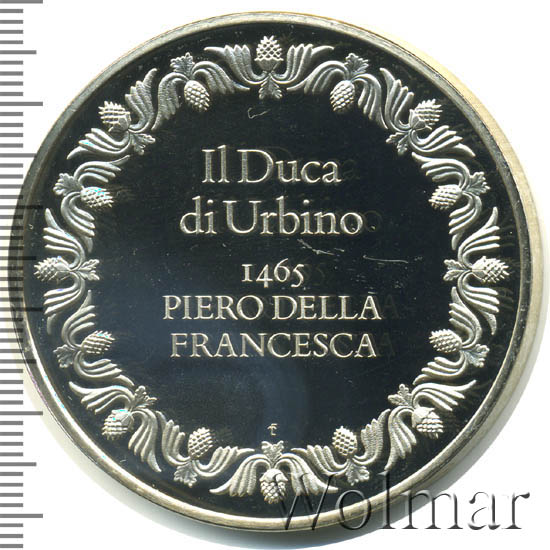 Il Duca
di Urbino
1465
PIERO DELLA
FRANCESCA
f
Wolmar